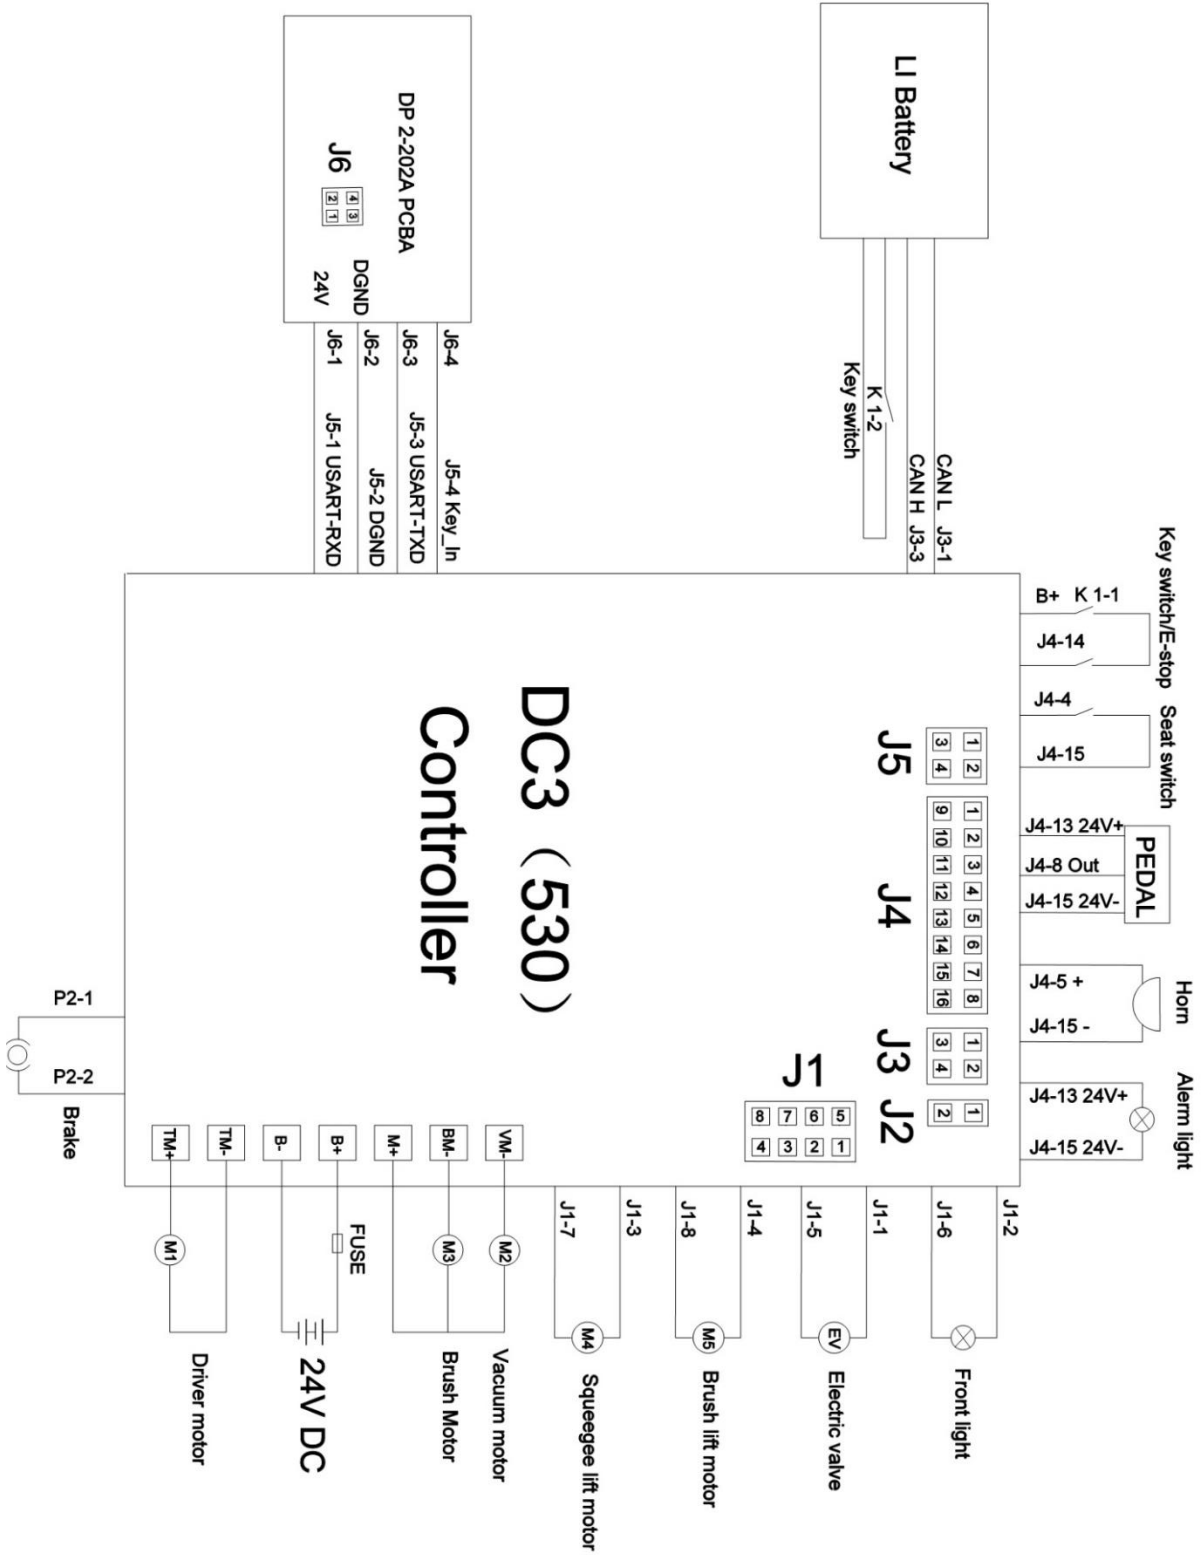 LI Battery
Key switch
K 1-2
CAN H J3-3
CAN L J3-1
DP 2-202A PCBA
J6
4
3
2
1
DGND
24V
J6-4
J6-3
J6-2
J6-1
J5-4 Key_In
J5-3 USART-TXD
J5-2 DGND
J5-1 USART-RXD
Key switch/E-stop
B+ K 1-1
J4-14
Seat switch
J4-4
J4-15
PEDAL
J4-13 24V+
J4-8 Out
J4-15 24V-
Horn
J4-5 +
J4-15 -
Alerm light
J4-13 24V+
J4-15 24V-
1 2
3 4
J5
1 2 3 4 5 6 7 8
9 10 11 12 13 14 15 16
J4
1 2
3 4
J3
1
2
J2
J1
8 7 6 5
4 3 2 1
DC3（530）
Controller
J1-2
J1-6
Front light
J1-1
J1-5
EV
Electric valve
J1-4
J1-8
M5
Brush lift motor
J1-3
J1-7
M4
Squeegee lift motor
VM-
M2
Vacuum motor
BM-
M3
Brush Motor
M+
B+
FUSE
B-
24V DC
TM-
TM+
M1
Driver motor
P2-1
P2-2
Brake